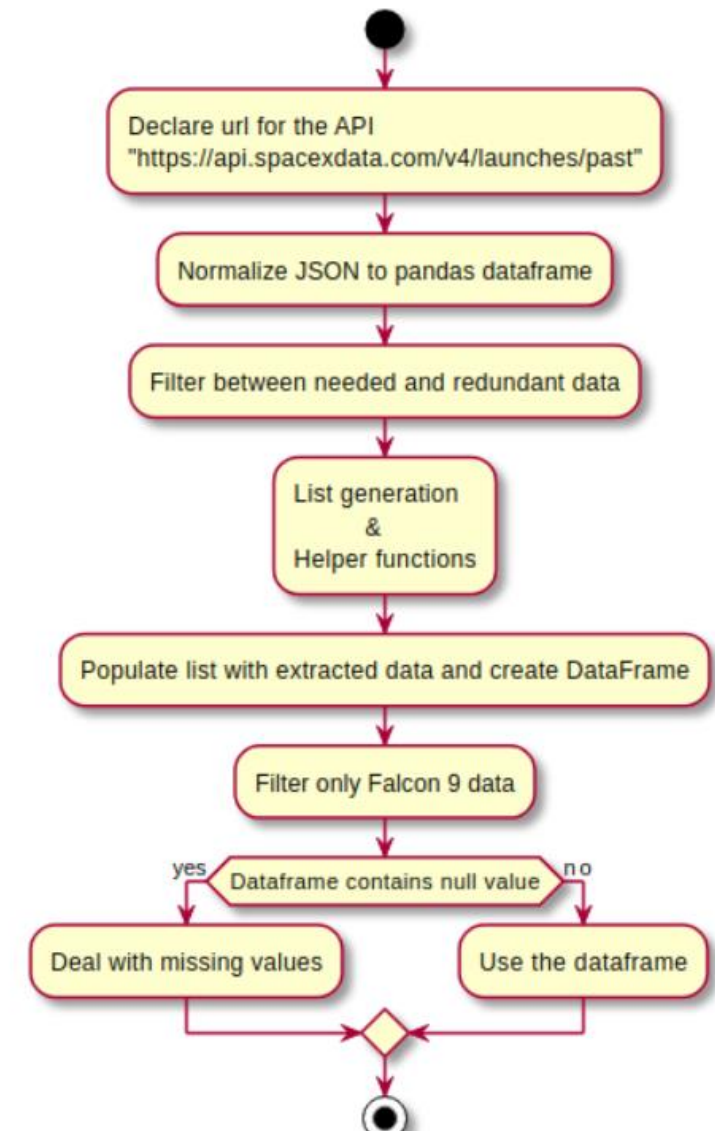 Declare url for the API
"https://api.spacexdata.com/v4/launches/past"
Normalize JSON to pandas dataframe
Filter between needed and redundant data
List generation
&
Helper functions
Populate list with extracted data and create DataFrame
Filter only Falcon 9 data
yes
Dataframe contains null value
no
Deal with missing values
Use the dataframe